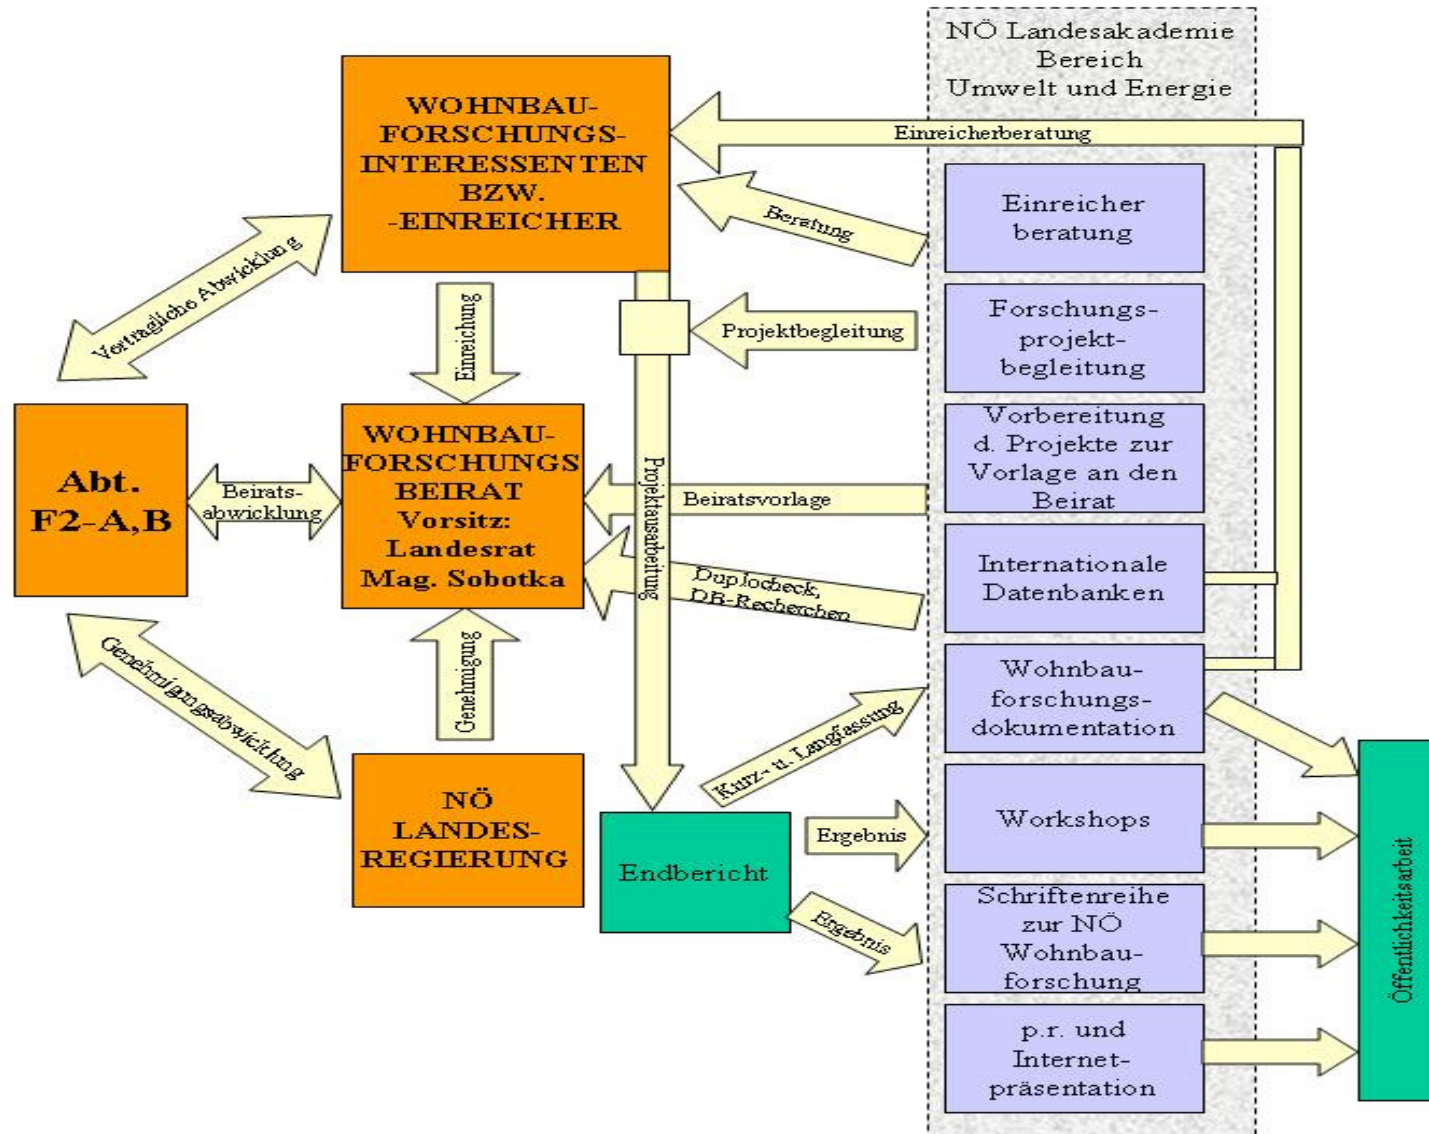 NÖ Landesakademie
Bereich
Umwelt und Energie
WOHNBAU-
FORSCHUNGS-
INTERESSENTEN
BZW.
-EINREICHER
Einreicherberatung
Beratung
Einreicher
beratung
Vertragliche Abwicklung
Einreichung
Projektbegleitung
Forschungs-
projekt-
begleitung
Abt.
F2-A,B
Beirats-
abwicklung
WOHNBAU-
FORSCHUNGS
BEIRAT
Vorsitz:
Landesrat
Mag. Sobotka
Projektausarbeitung
Beiratsvorlage
Vorbereitung
d. Projekte zur
Vorlage an den
Beirat
Duplocheck,
DB-Recherchen
Internationale
Datenbanken
Genehmigungsabwicklung
Genehmigung
Kurz- u. Langfassung
Wohnbau-
forschungs-
dokumentation
NÖ
LANDES-
REGIERUNG
Endbericht
Ergebnis
Workshops
Ergebnis
Schriftenreihe
zur NÖ
Wohnbau-
forschung
p.r. und
Internet-
präsentation
Öffentlichkeitsarbeit